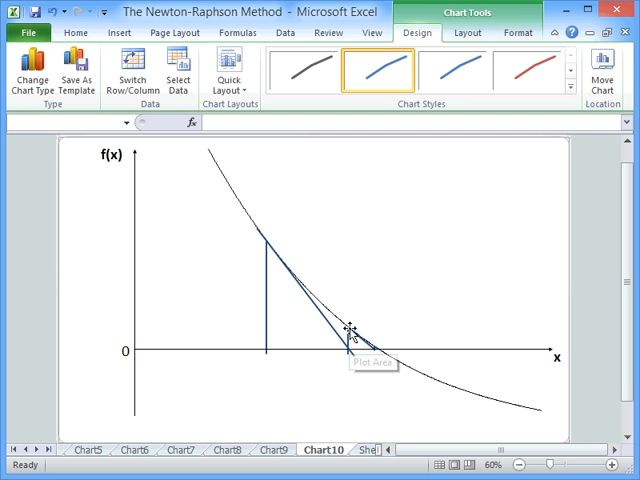 The Newton-Raphson Method - Microsoft Excel
Chart Tools
File Home Insert Page Layout Formulas Data Review View Design Layout Format
Change Chart Type
Save As Template
Switch Row/Column
Select Data
Quick Layout
Move Chart
Type Data Chart Layouts Chart Styles Location
fx
f(x)
0
x
Plot Area
Chart5 Chart6 Chart7 Chart8 Chart9 Chart10 She
Ready 60%